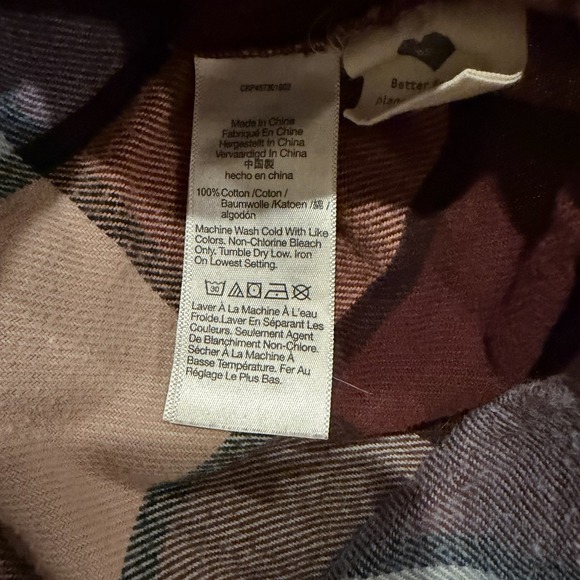 Better
Made in China
Fabriqué En Chine
Hergestellt In China
Vervaardigd In China
中国製
hecho en china
100% Cotton /Coton /
Baumwolle /Katoen /綿 /
algodón
Machine Wash Cold With Like
Colors. Non-Chlorine Bleach
Only. Tumble Dry Low. Iron
On Lowest Setting.
30
Laver À La Machine À L'eau
Froide.Laver En Séparant Les
Couleurs. Seulement Agent
De Blanchiment Non-Chlore.
Sécher À La Machine À
Basse Température. Fer Au
Réglage Le Plus Bas.